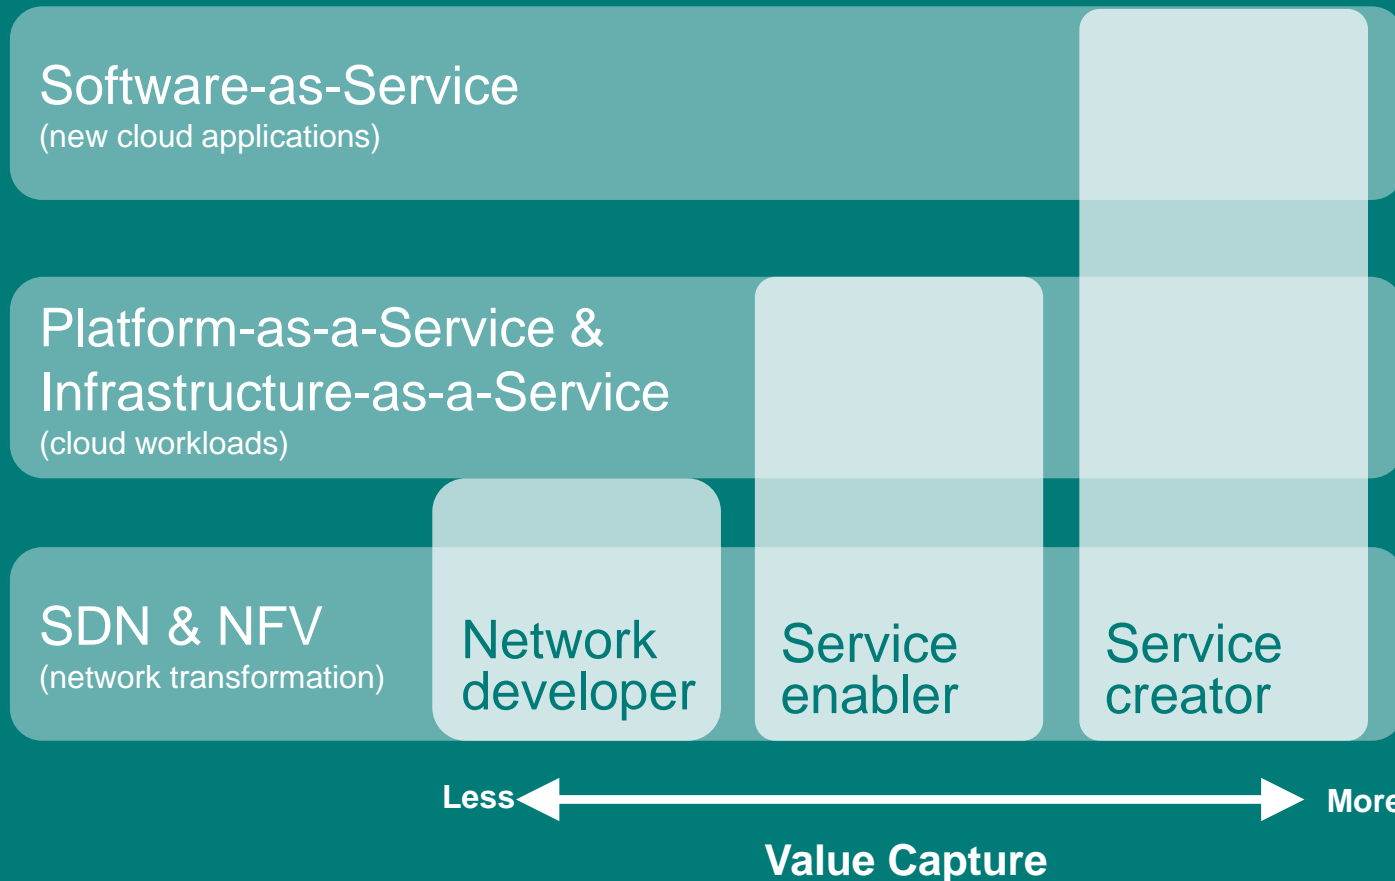 Software-as-Service
(new cloud applications)
Platform-as-a-Service &
Infrastructure-as-a-Service
(cloud workloads)
SDN & NFV
(network transformation)
Network
developer
Service
enabler
Service
creator
Less
More
Value Capture